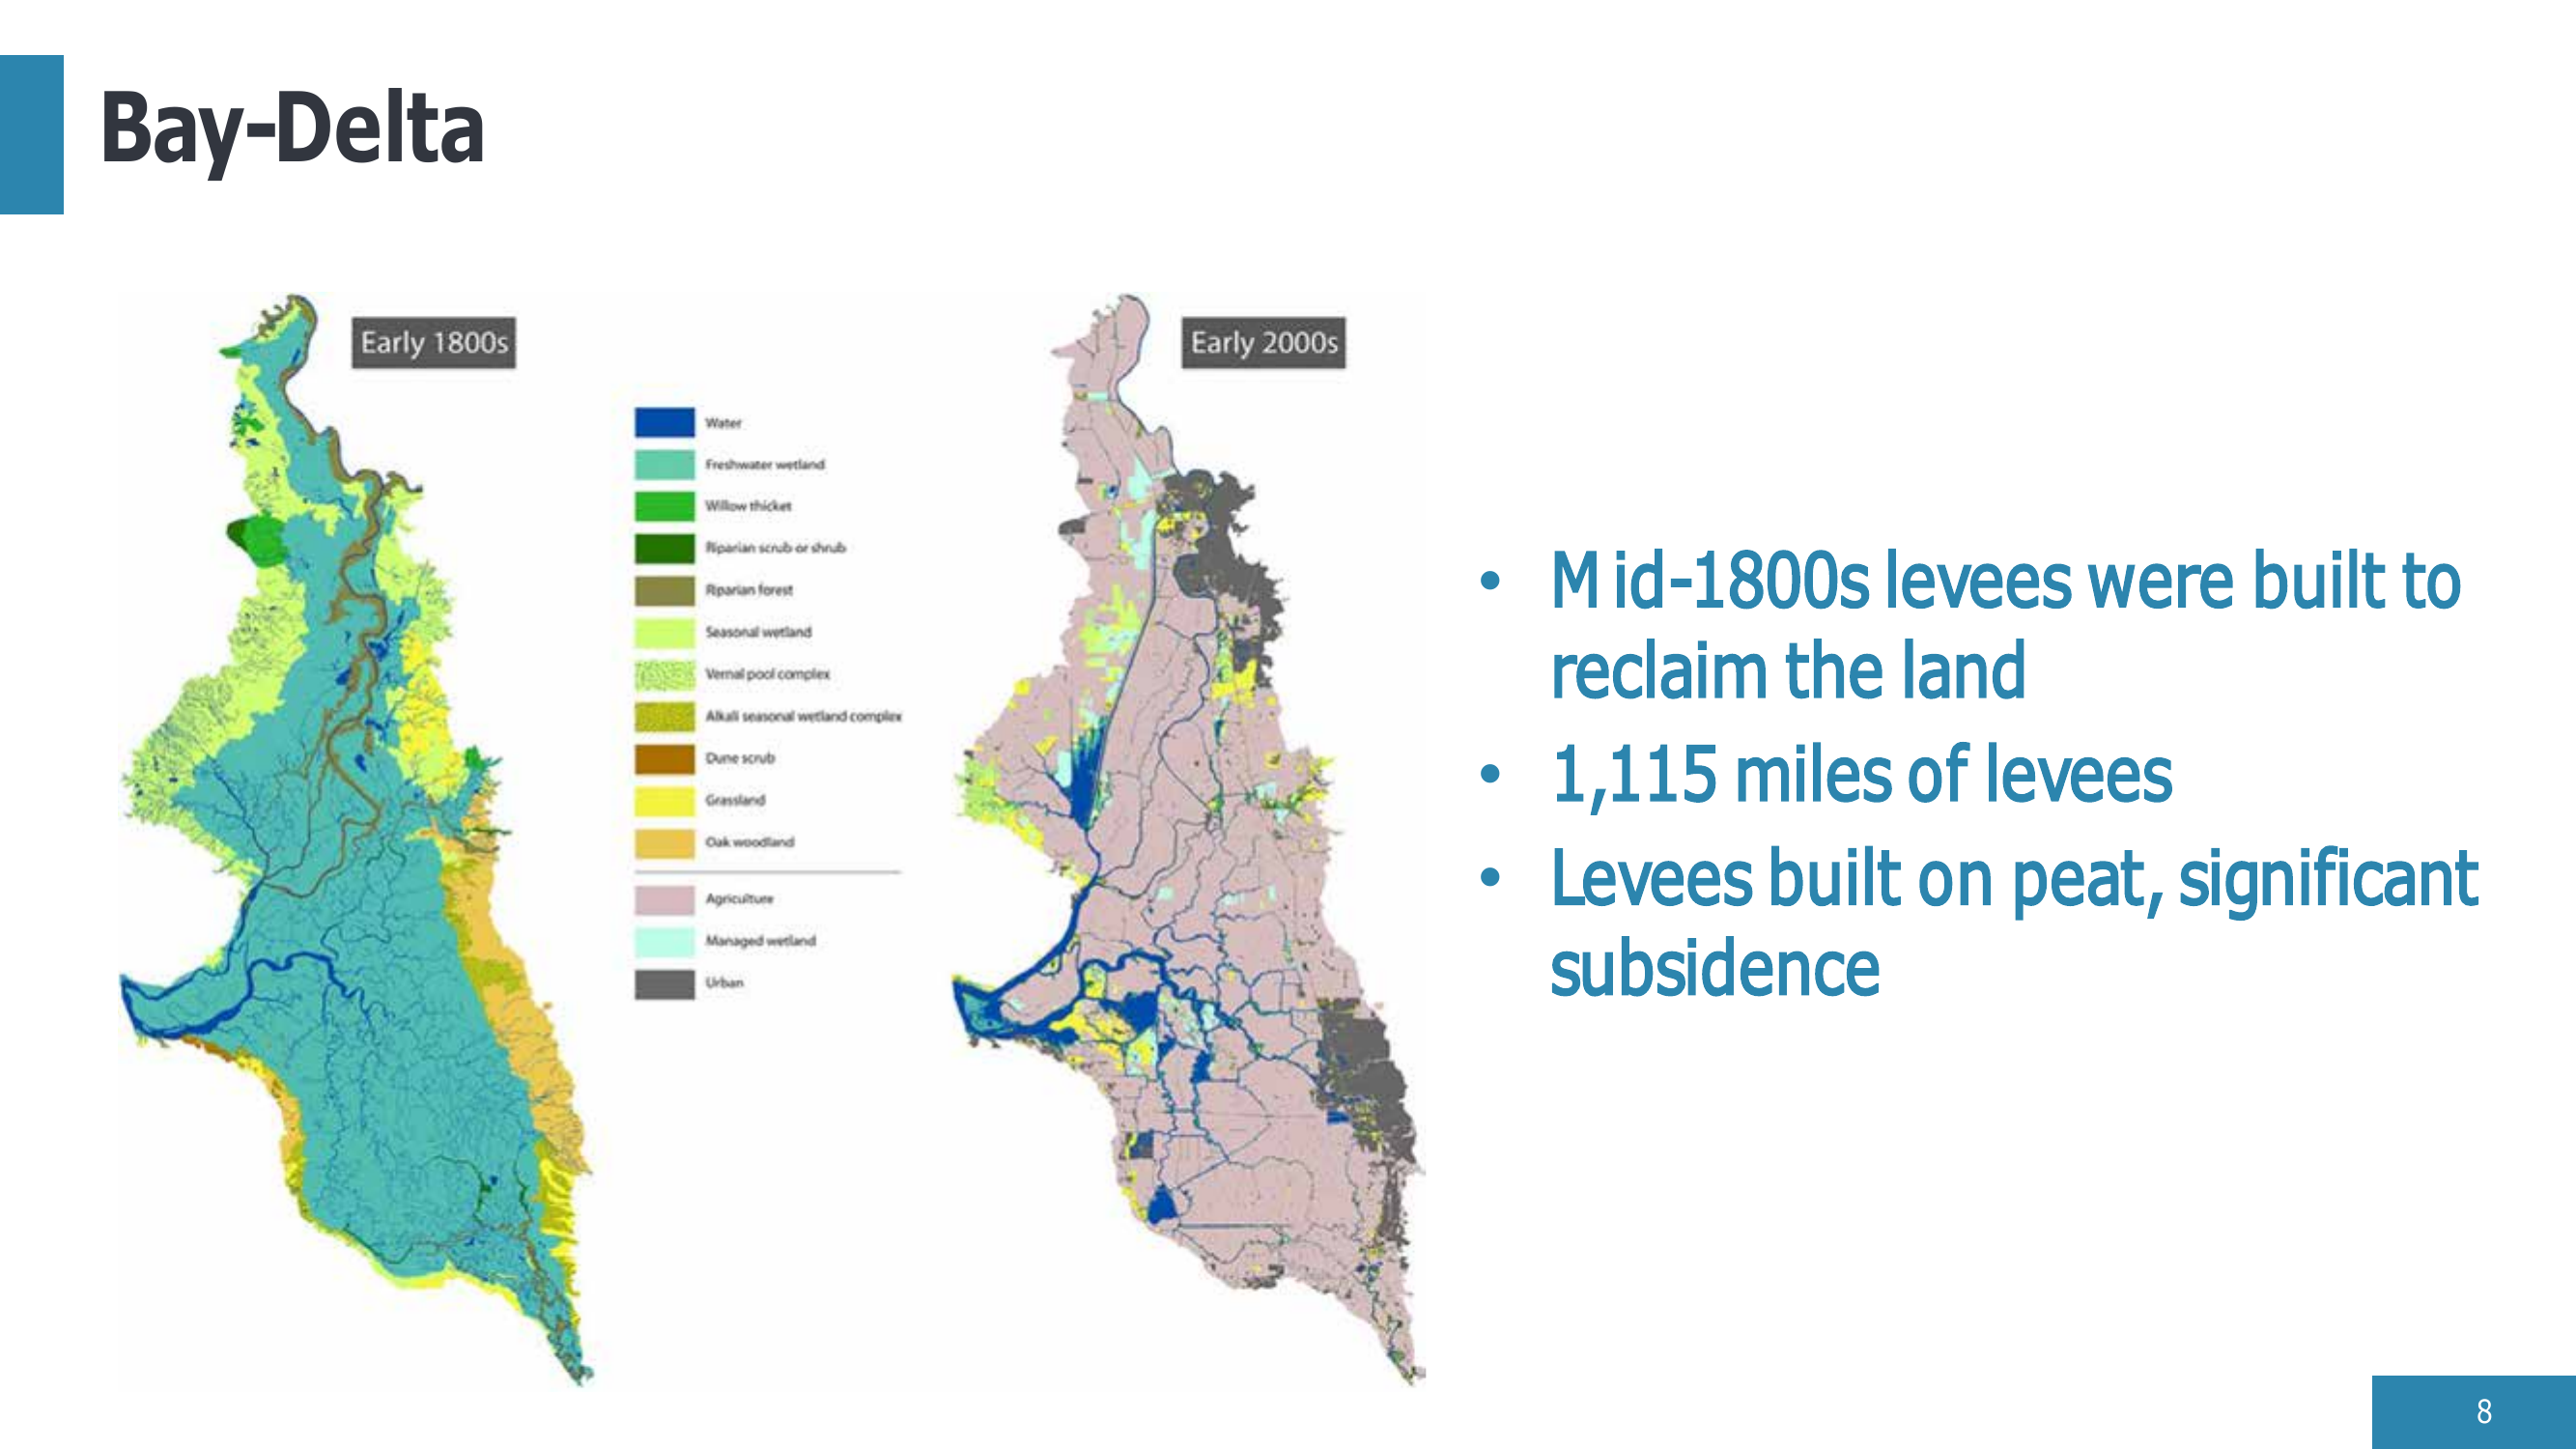 Bay-Delta
Early 1800s
Water
Freshwater wetland
Willow thicket
Riparian scrub or shrub
Riparian forest
Seasonal wetland
Vernal pool complex
Alkali seasonal wetland complex
Dune scrub
Grassland
Oak woodland
Agriculture
Managed wetland
Urban
Early 2000s
• Mid-1800s levees were built to
reclaim the land
• 1,115 miles of levees
• Levees built on peat, significant
subsidence
8